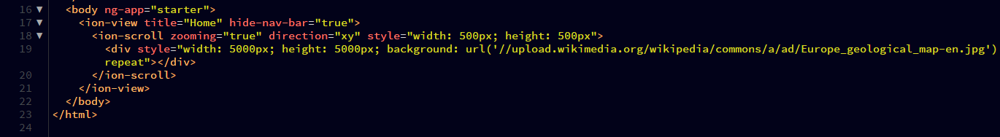 16 ▼ <body ng-app="starter">
17 ▼ <ion-view title="Home" hide-nav-bar="true">
18 ▼ <ion-scroll zooming="true" direction="xy" style="width: 500px; height: 500px">
19 <div style="width: 5000px; height: 5000px; background: url('//upload.wikimedia.org/wikipedia/commons/a/ad/Europe_geological_map-en.jpg')
repeat"></div>
20 </ion-scroll>
21 </ion-view>
22 </body>
23 </html>
24